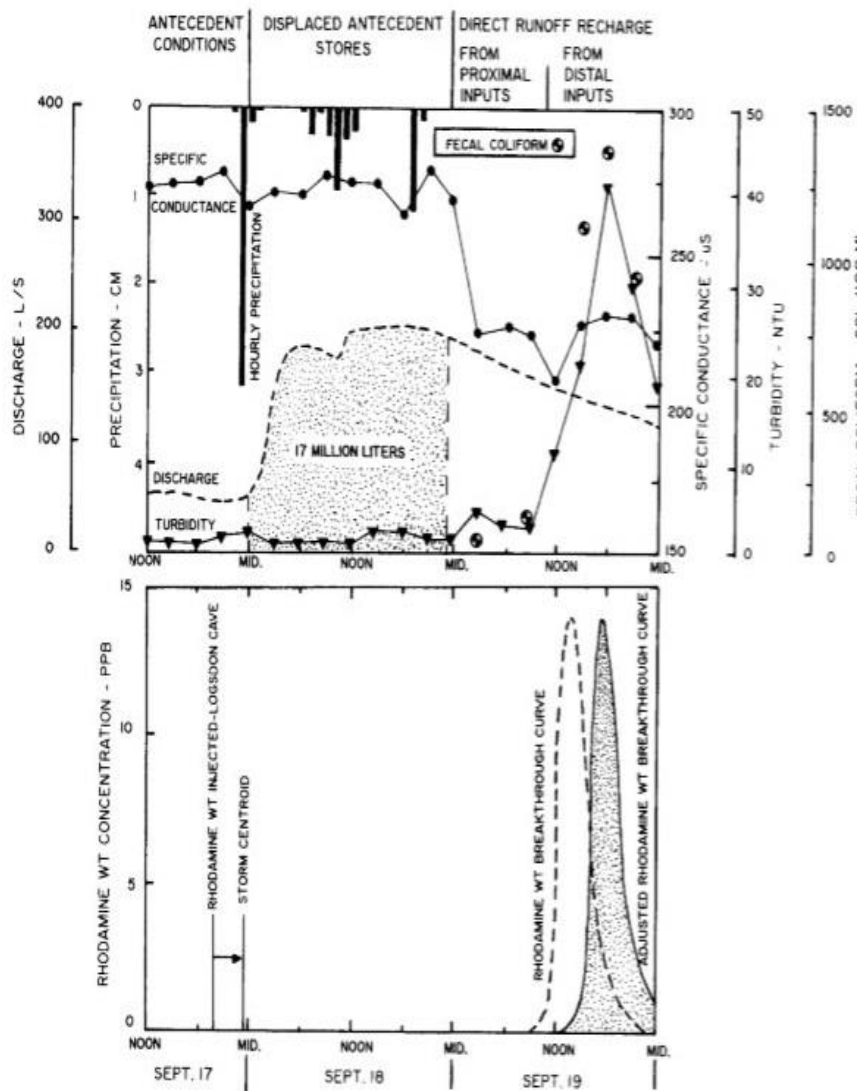 ANTECEDENT
CONDITIONS
DISPLACED ANTECEDENT
STORES
DIRECT RUNOFF RECHARGE
FROM
PROXIMAL
INPUTS
FROM
DISTAL
INPUTS
400
300
200
100
0
DISCHARGE - L/S
0
1
2
3
4
PRECIPITATION - CM
SPECIFIC
CONDUCTANCE
HOURLY PRECIPITATION
FECAL COLIFORM
DISCHARGE
17 MILLION LITERS
TURBIDITY
300
250
200
150
SPECIFIC CONDUCTANCE - uS
50
40
30
20
10
0
TURBIDITY - NTU
1500
1000
500
0
NOON
MID.
NOON
MID.
NOON
MID.
15
10
5
0
RHODAMINE WT CONCENTRATION - PPB
RHODAMINE WT INJECTED-LOGSDON CAVE
STORM CENTROID
RHODAMINE WT BREAKTHROUGH CURVE
ADJUSTED RHODAMINE WT BREAKTHROUGH CURVE
NOON
MID.
NOON
MID.
NOON
MID.
SEPT. 17
SEPT. 18
SEPT. 19